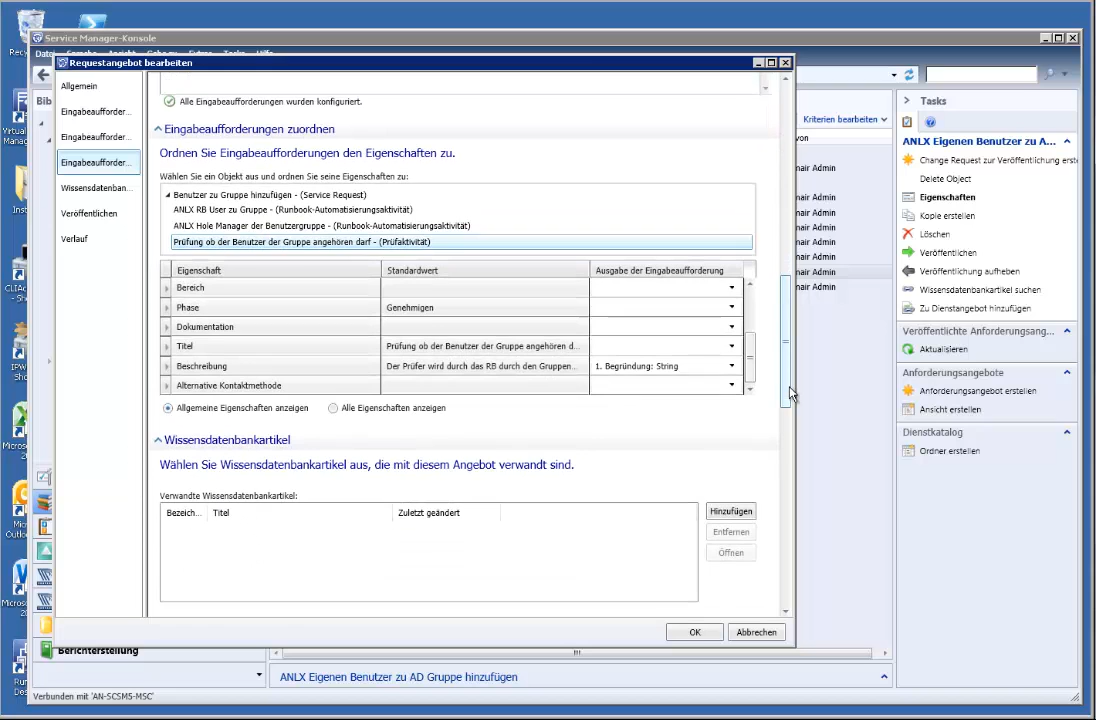 Service Manager-Konsole
Requestangebot bearbeiten
Allgemein
Eingabeaufforder...
Eingabeaufforder...
Eingabeaufforder...
Wissensdatenban...
Veröffentlichen
Verlauf
Alle Eingabeaufforderungen wurden konfiguriert.
Eingabeaufforderungen zuordnen
Ordnen Sie Eingabeaufforderungen den Eigenschaften zu.
Wählen Sie ein Objekt aus und ordnen Sie seine Eigenschaften zu:
Benutzer zu Gruppe hinzufügen - (Service Request)
ANLX RB User zu Gruppe - (Runbook-Automatisierungsaktivität)
ANLX Hole Manager der Benutzergruppe - (Runbook-Automatisierungsaktivität)
Prüfung ob der Benutzer der Gruppe angehören darf - (Prüfaktivität)
Eigenschaft Standardwert Ausgabe der Eingabeaufforderung
Bereich
Phase Genehmigen
Dokumentation
Titel Prüfung ob der Benutzer der Gruppe angehören d...
Beschreibung Der Prüfer wird durch das RB durch den Gruppen... 1. Begründung: String
Alternative Kontaktmethode
Allgemeine Eigenschaften anzeigen Alle Eigenschaften anzeigen
Wissensdatenbankartikel
Wählen Sie Wissensdatenbankartikel aus, die mit diesem Angebot verwandt sind.
Verwandte Wissensdatenbankartikel:
Bezeich... Titel Zuletzt geändert
Hinzufügen
Entfernen
Öffnen
OK Abbrechen
Kriterien bearbeiten
von
nair Admin
nair Admin
nair Admin
nair Admin
nair Admin
nair Admin
nair Admin
Tasks
ANLX Eigenen Benutzer zu A...
Change Request zur Veröffentlichung erste
Delete Object
Eigenschaften
Kopie erstellen
Löschen
Veröffentlichen
Veröffentlichung aufheben
Wissensdatenbankartikel suchen
Zu Dienstangebot hinzufügen
Veröffentlichte Anforderungsang...
Aktualisieren
Anforderungsangebote
Anforderungsangebot erstellen
Ansicht erstellen
Dienstkatalog
Ordner erstellen
Berichterstellung
ANLX Eigenen Benutzer zu AD Gruppe hinzufügen
Verbunden mit 'AN-SCSM5-MSC'